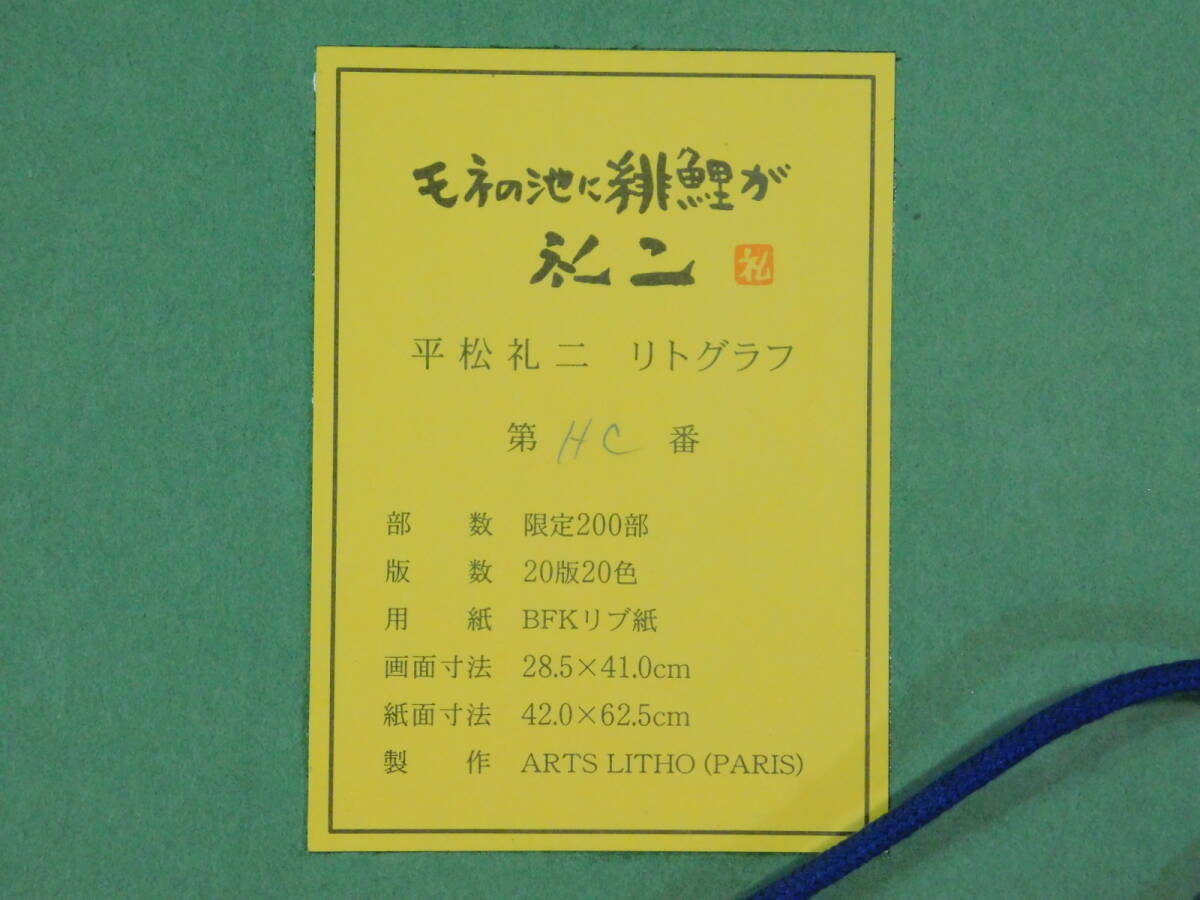 モネの池に緋鯉が
礼二 礼
平松礼二 リトグラフ
第 HC 番
部 数 限定200部
版 数 20版20色
用 紙 BFKリブ紙
画面寸法 28.5×41.0cm
紙面寸法 42.0×62.5cm
製 作 ARTS LITHO (PARIS)